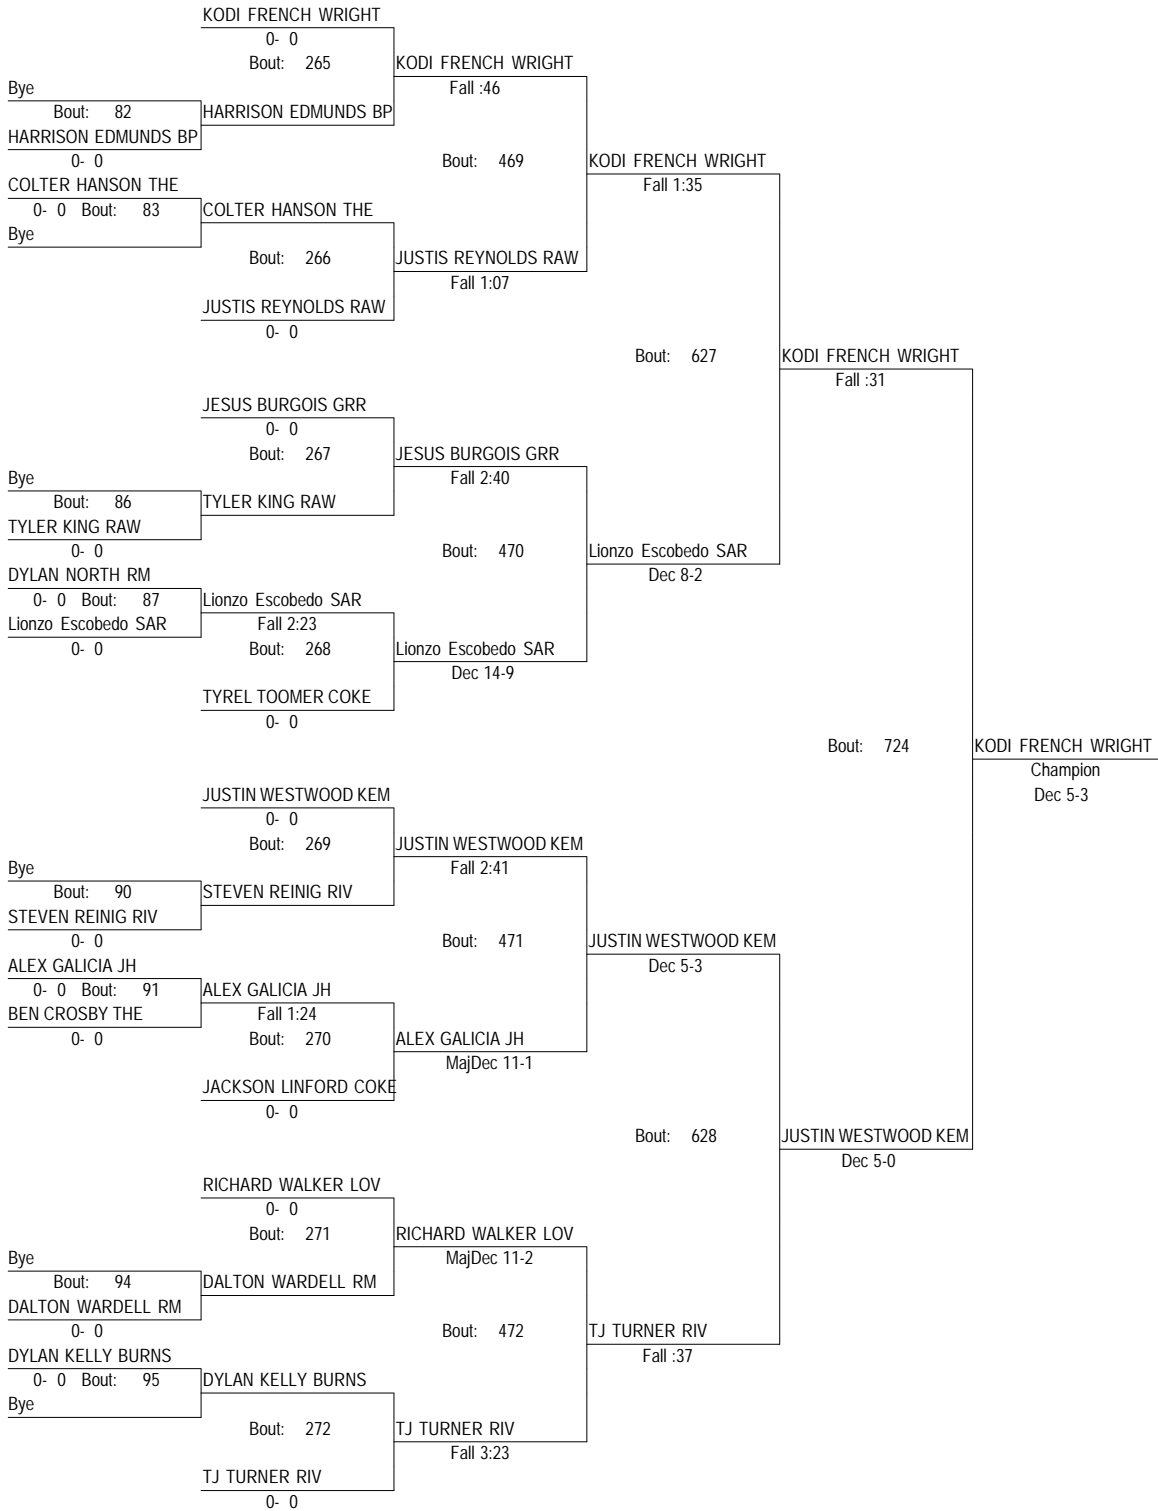 KODI FRENCH WRIGHT
0- 0
Bout: 265
KODI FRENCH WRIGHT
Fall :46
Bye
Bout: 82
HARRISON EDMUNDS BP
HARRISON EDMUNDS BP
0- 0
Bout: 469
KODI FRENCH WRIGHT
Fall 1:35
COLTER HANSON THE
0- 0 Bout: 83
COLTER HANSON THE
Bye
Bout: 266
JUSTIS REYNOLDS RAW
Fall 1:07
JUSTIS REYNOLDS RAW
0- 0
Bout: 627
KODI FRENCH WRIGHT
Fall :31
JESUS BURGOIS GRR
0- 0
Bout: 267
JESUS BURGOIS GRR
Fall 2:40
Bye
Bout: 86
TYLER KING RAW
TYLER KING RAW
0- 0
Bout: 470
Lionzo Escobedo SAR
Dec 8-2
DYLAN NORTH RM
0- 0 Bout: 87
Lionzo Escobedo SAR
Lionzo Escobedo SAR
Fall 2:23
0- 0
Bout: 268
Lionzo Escobedo SAR
Dec 14-9
TYREL TOOMER COKE
0- 0
Bout: 724
KODI FRENCH WRIGHT
Champion
Dec 5-3
JUSTIN WESTWOOD KEM
0- 0
Bout: 269
JUSTIN WESTWOOD KEM
Fall 2:41
Bye
Bout: 90
STEVEN REINIG RIV
STEVEN REINIG RIV
0- 0
Bout: 471
JUSTIN WESTWOOD KEM
Dec 5-3
ALEX GALICIA JH
0- 0 Bout: 91
ALEX GALICIA JH
BEN CROSBY THE
Fall 1:24
0- 0
Bout: 270
ALEX GALICIA JH
MajDec 11-1
JACKSON LINFORD COKE
0- 0
Bout: 628
JUSTIN WESTWOOD KEM
Dec 5-0
RICHARD WALKER LOV
0- 0
Bout: 271
RICHARD WALKER LOV
MajDec 11-2
Bye
Bout: 94
DALTON WARDELL RM
DALTON WARDELL RM
0- 0
Bout: 472
TJ TURNER RIV
Fall :37
DYLAN KELLY BURNS
0- 0 Bout: 95
DYLAN KELLY BURNS
Bye
Bout: 272
TJ TURNER RIV
Fall 3:23
TJ TURNER RIV
0- 0